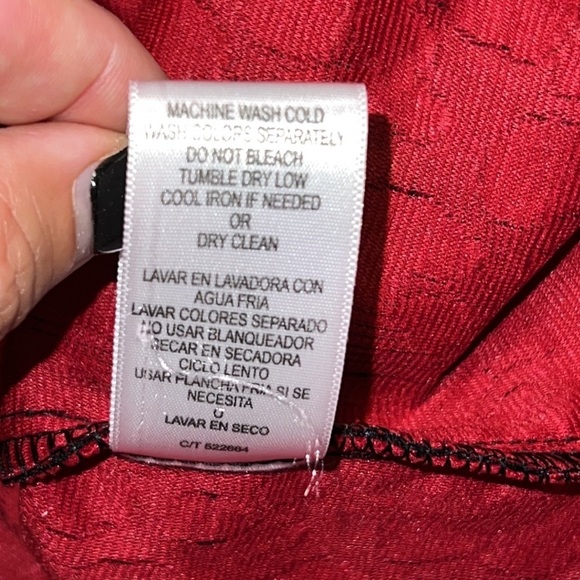 MACHINE WASH COLD
WASH COLORS SEPARATELY
DO NOT BLEACH
TUMBLE DRY LOW
COOL IRON IF NEEDED
OR
DRY CLEAN
LAVAR EN LAVADORA CON
AGUA FRIA
LAVAR COLORES SEPARADO
NO USAR BLANQUEADOR
SECAR EN SECADORA
CICLO LENTO
USAR PLANCHA FRIA SI SE
NECESITA
O
LAVAR EN SECO
C/T 522664